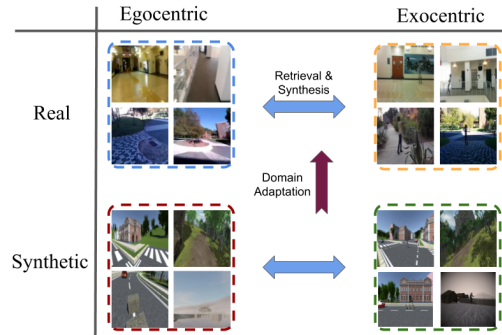 Egocentric
Exocentric
Real
Retrieval &
Synthesis
Domain
Adaptation
Synthetic